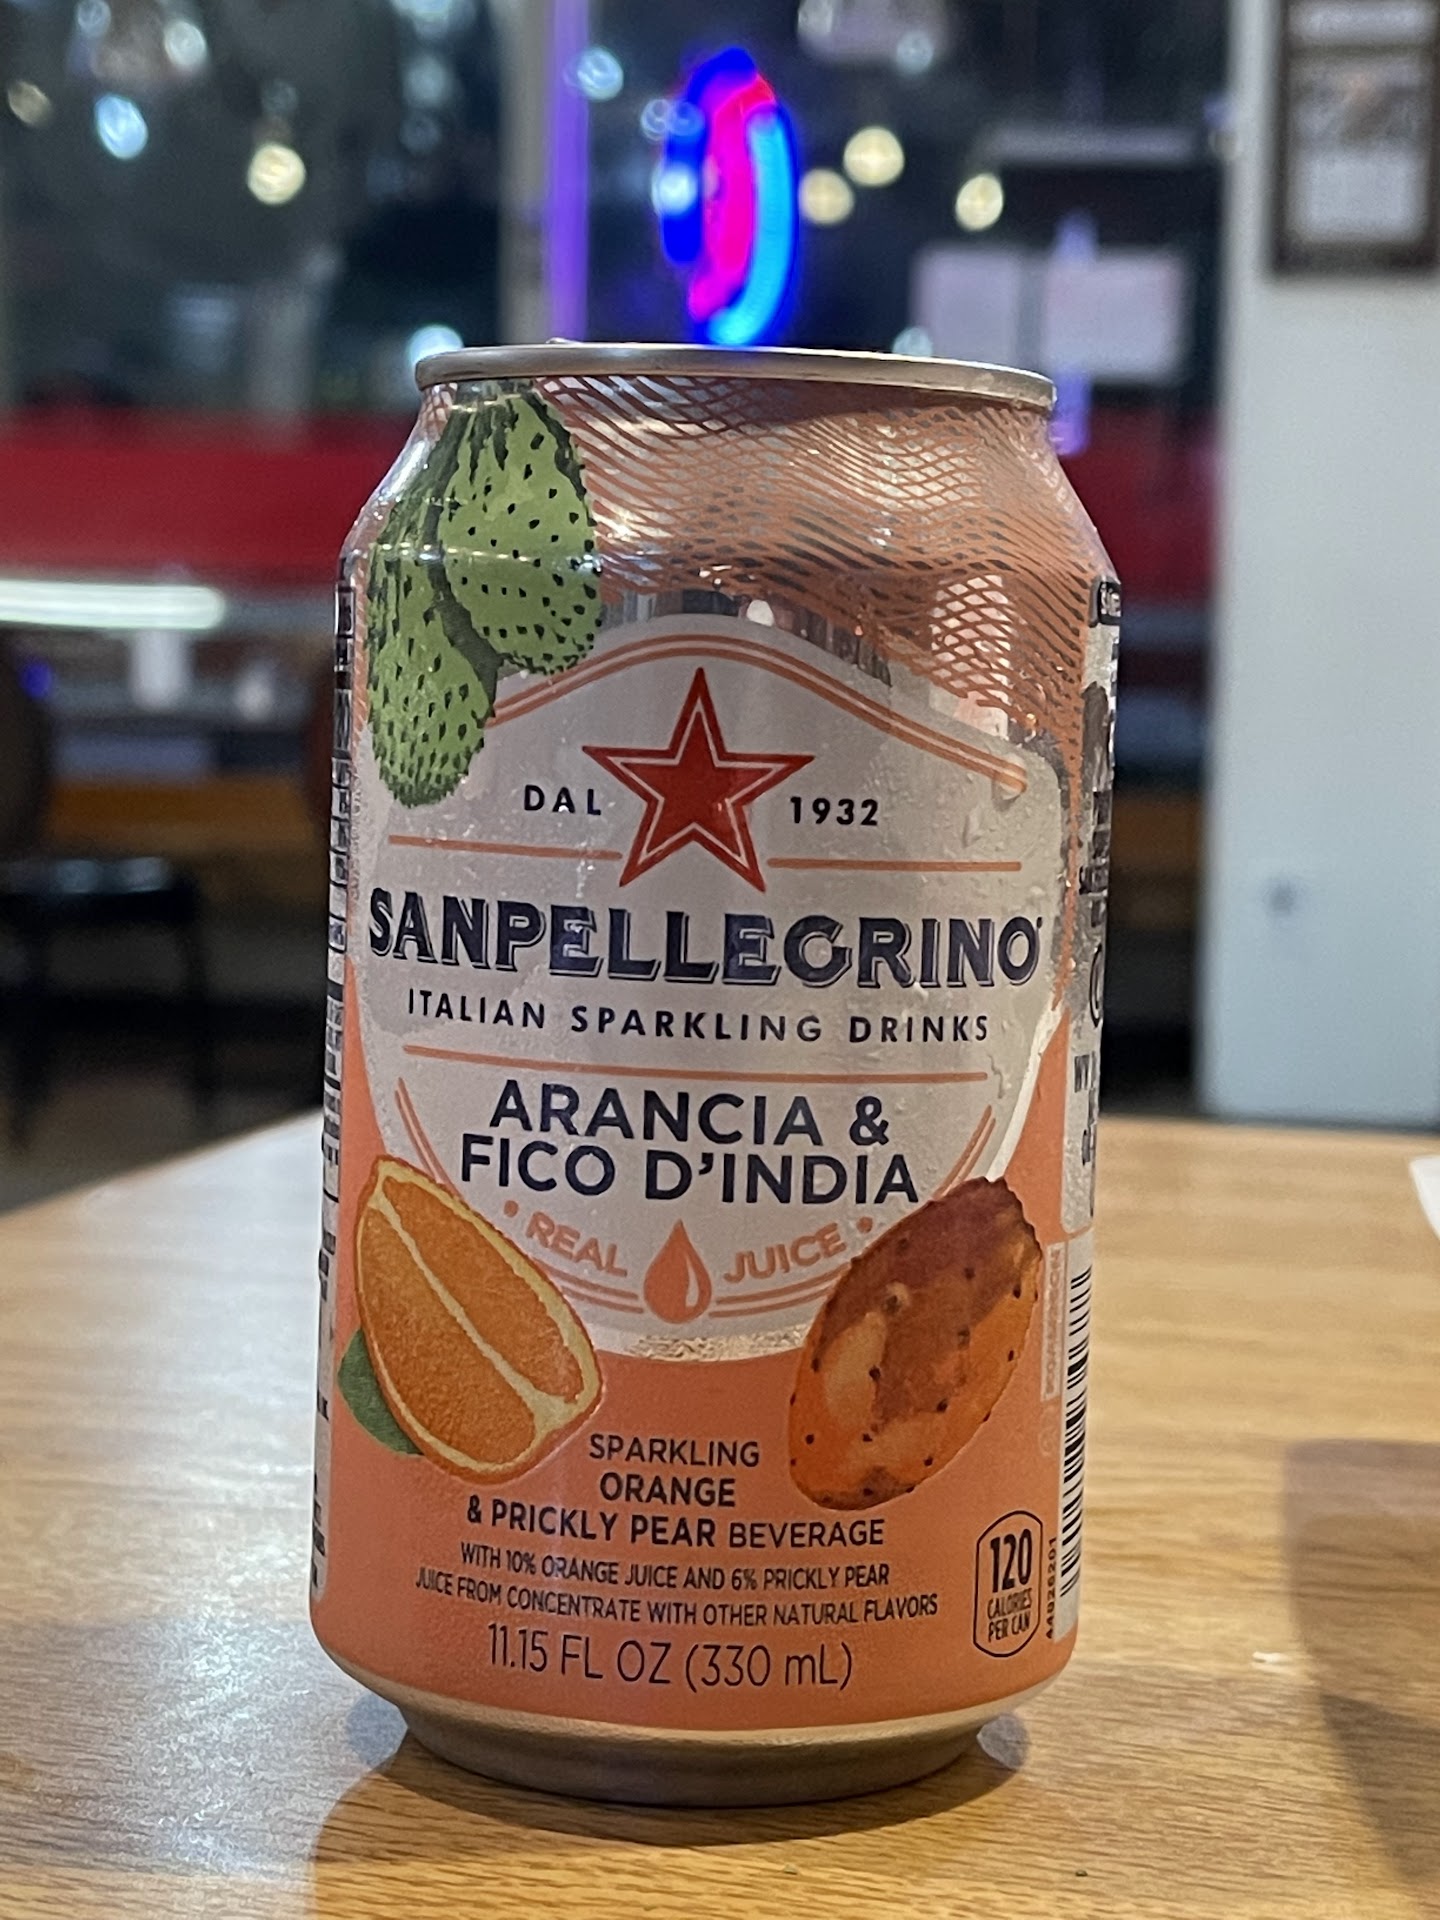 DAL 1932
SANPELLEGRINO
ITALIAN SPARKLING DRINKS
ARANCIA &
FICO D'INDIA
REAL JUICE
SPARKLING
ORANGE
& PRICKLY PEAR BEVERAGE
WITH 10% ORANGE JUICE AND 6% PRICKLY PEAR
JUICE FROM CONCENTRATE WITH OTHER NATURAL FLAVORS
11.15 FL OZ (330 mL)
120
CALORIES
PER CAN
44026201